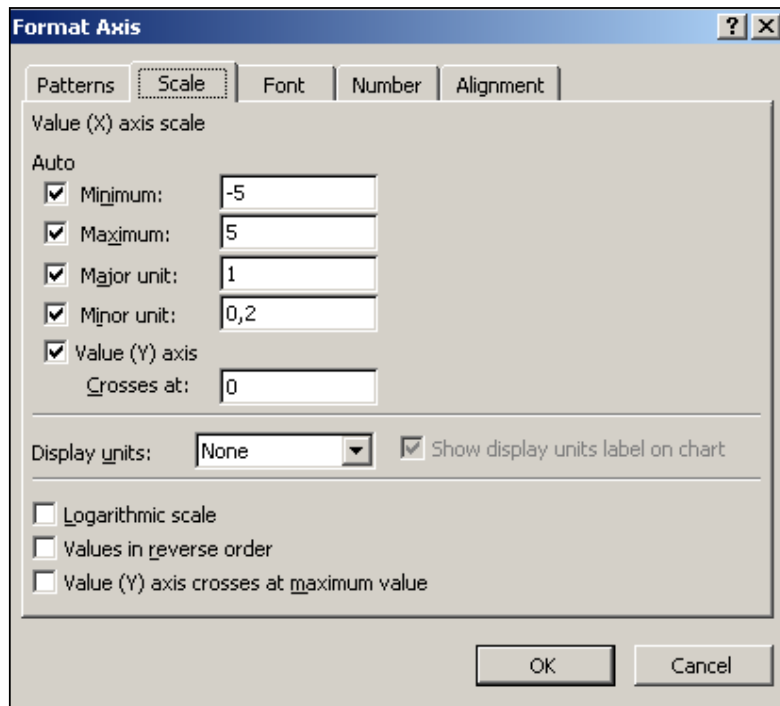 Format Axis
Patterns Scale Font Number Alignment
Value (X) axis scale
Auto
Minimum: -5
Maximum: 5
Major unit: 1
Minor unit: 0,2
Value (Y) axis
Crosses at: 0
Display units: None Show display units label on chart
Logarithmic scale
Values in reverse order
Value (Y) axis crosses at maximum value
OK Cancel